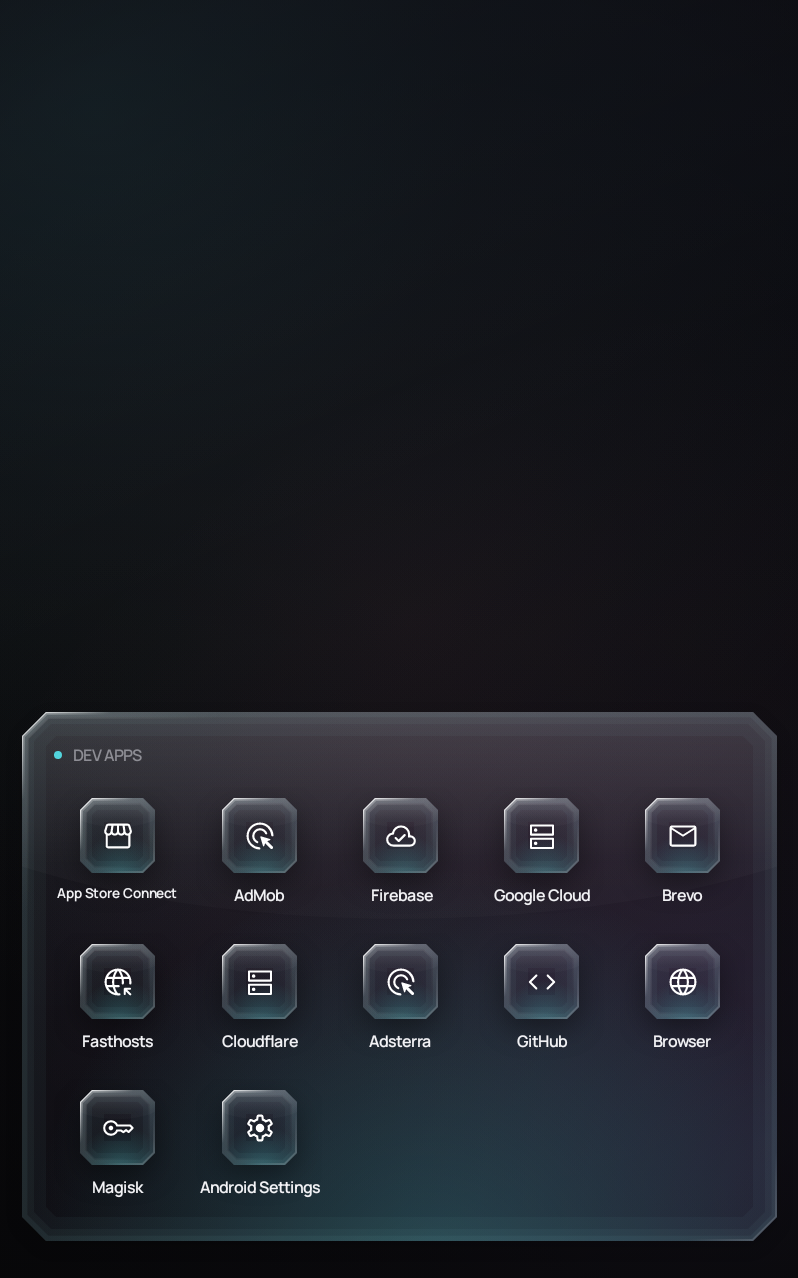 DEV APPS
App Store Connect
AdMob
Firebase
Google Cloud
Brevo
Fasthosts
Cloudflare
Adsterra
GitHub
Browser
Magisk
Android Settings